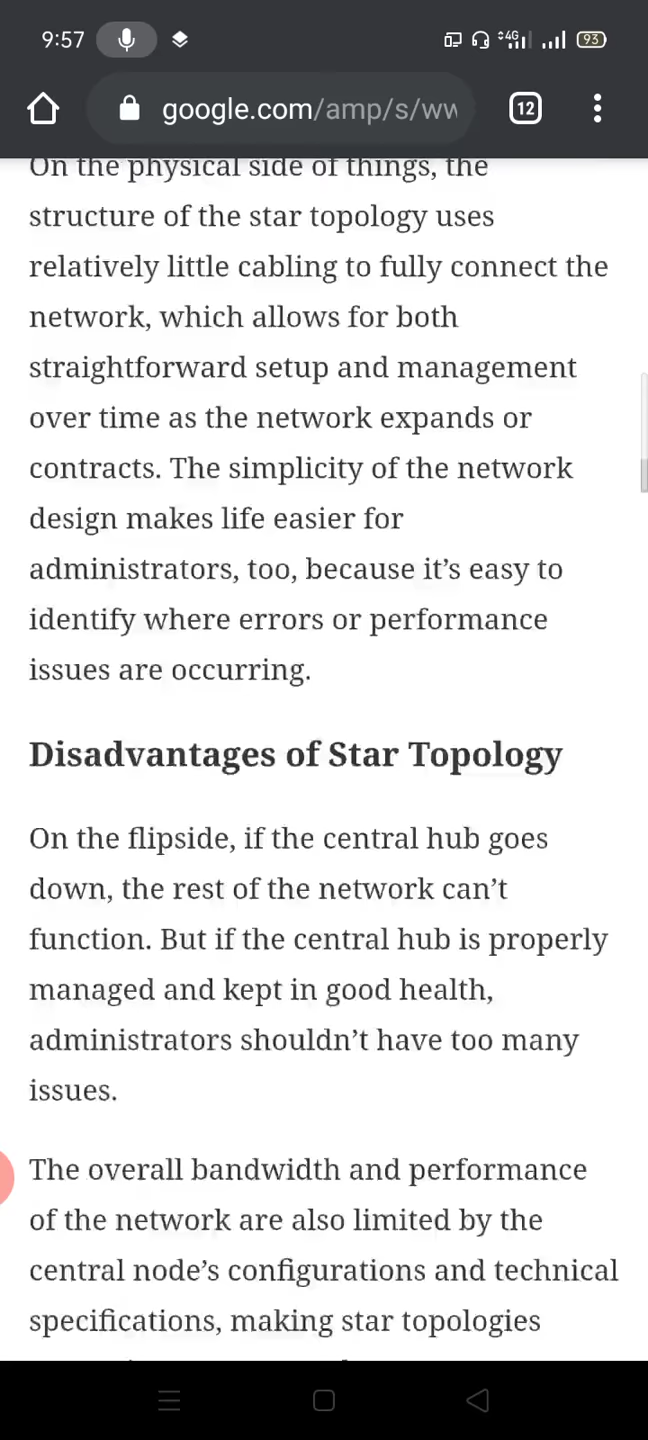 9:57
4G
93
google.com/amp/s/ww
12
On the physical side of things, the
structure of the star topology uses
relatively little cabling to fully connect the
network, which allows for both
straightforward setup and management
over time as the network expands or
contracts. The simplicity of the network
design makes life easier for
administrators, too, because it’s easy to
identify where errors or performance
issues are occurring.
Disadvantages of Star Topology
On the flipside, if the central hub goes
down, the rest of the network can’t
function. But if the central hub is properly
managed and kept in good health,
administrators shouldn’t have too many
issues.
The overall bandwidth and performance
of the network are also limited by the
central node’s configurations and technical
specifications, making star topologies